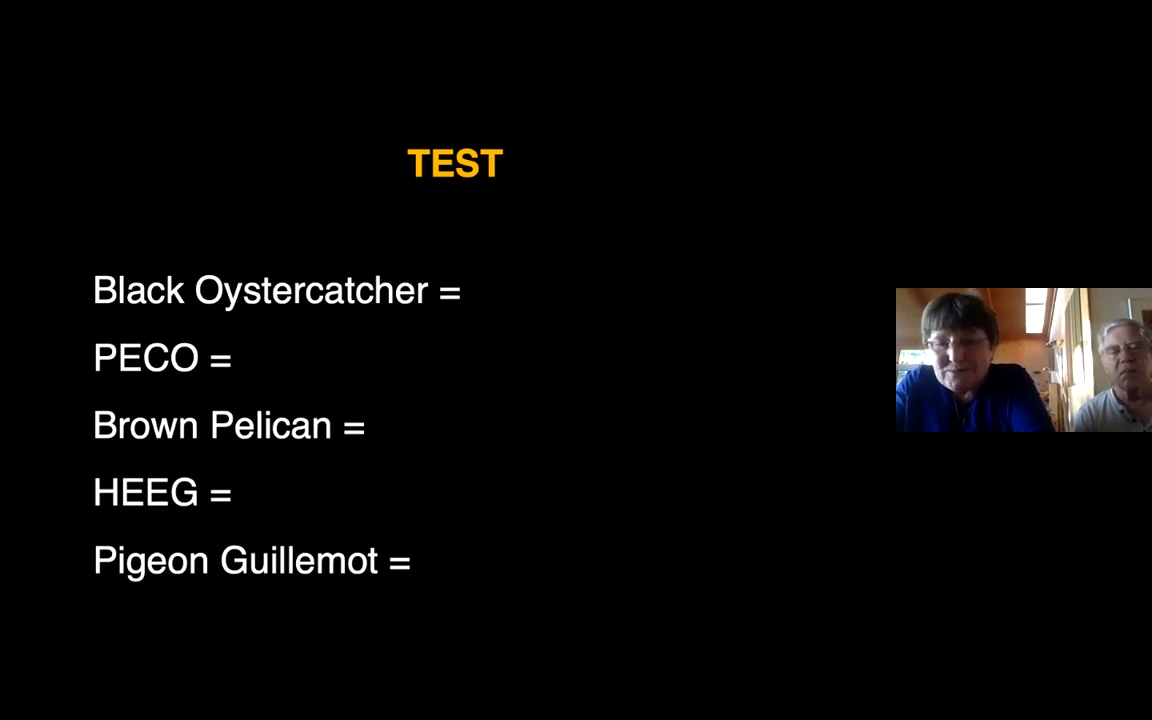 TEST
Black Oystercatcher =
PECO =
Brown Pelican =
HEEG =
Pigeon Guillemot =